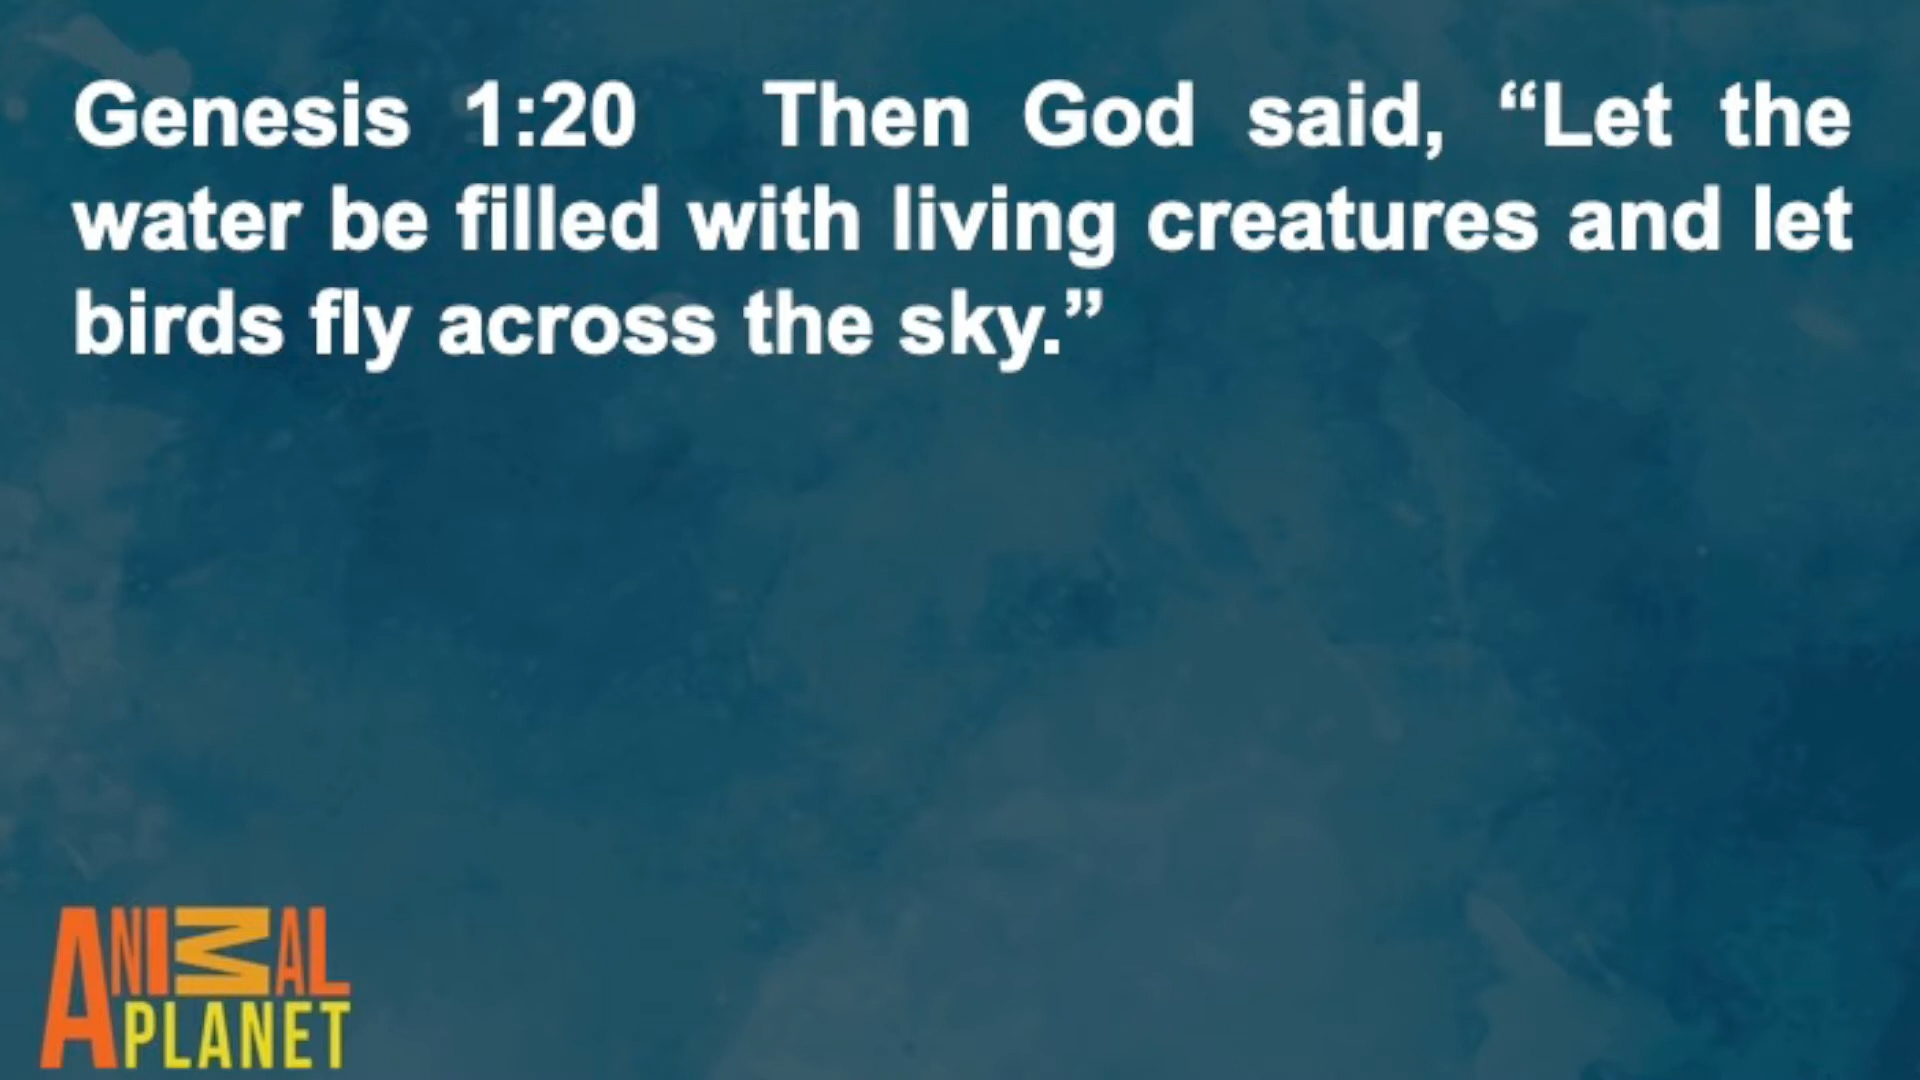 Genesis 1:20 Then God said, “Let the
water be filled with living creatures and let
birds fly across the sky.”
ANIMAL
PLANET